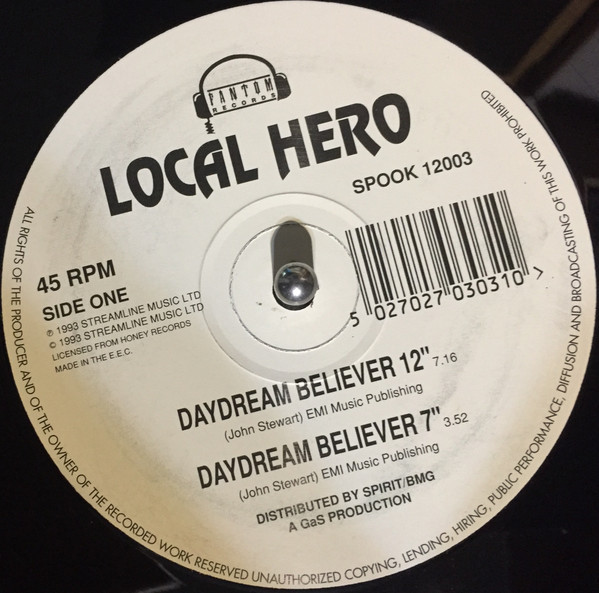 FANTOM
RECORDS
LOCAL HERO
SPOOK 12003
5 027027 030310 >
45 RPM
SIDE ONE
℗ 1993 STREAMLINE MUSIC LTD
© 1993 STREAMLINE MUSIC LTD
LICENSED FROM HONEY RECORDS
MADE IN THE E.E.C.
DAYDREAM BELIEVER 12" 7.16
(John Stewart) EMI Music Publishing
DAYDREAM BELIEVER 7" 3.52
(John Stewart) EMI Music Publishing
DISTRIBUTED BY SPIRIT/BMG
A GaS PRODUCTION
ALL RIGHTS OF THE PRODUCER AND OF THE OWNER OF THE RECORDED WORK RESERVED UNAUTHORIZED COPYING, LENDING, HIRING, PUBLIC PERFORMANCE, DIFFUSION AND BROADCASTING OF THIS WORK PROHIBITED